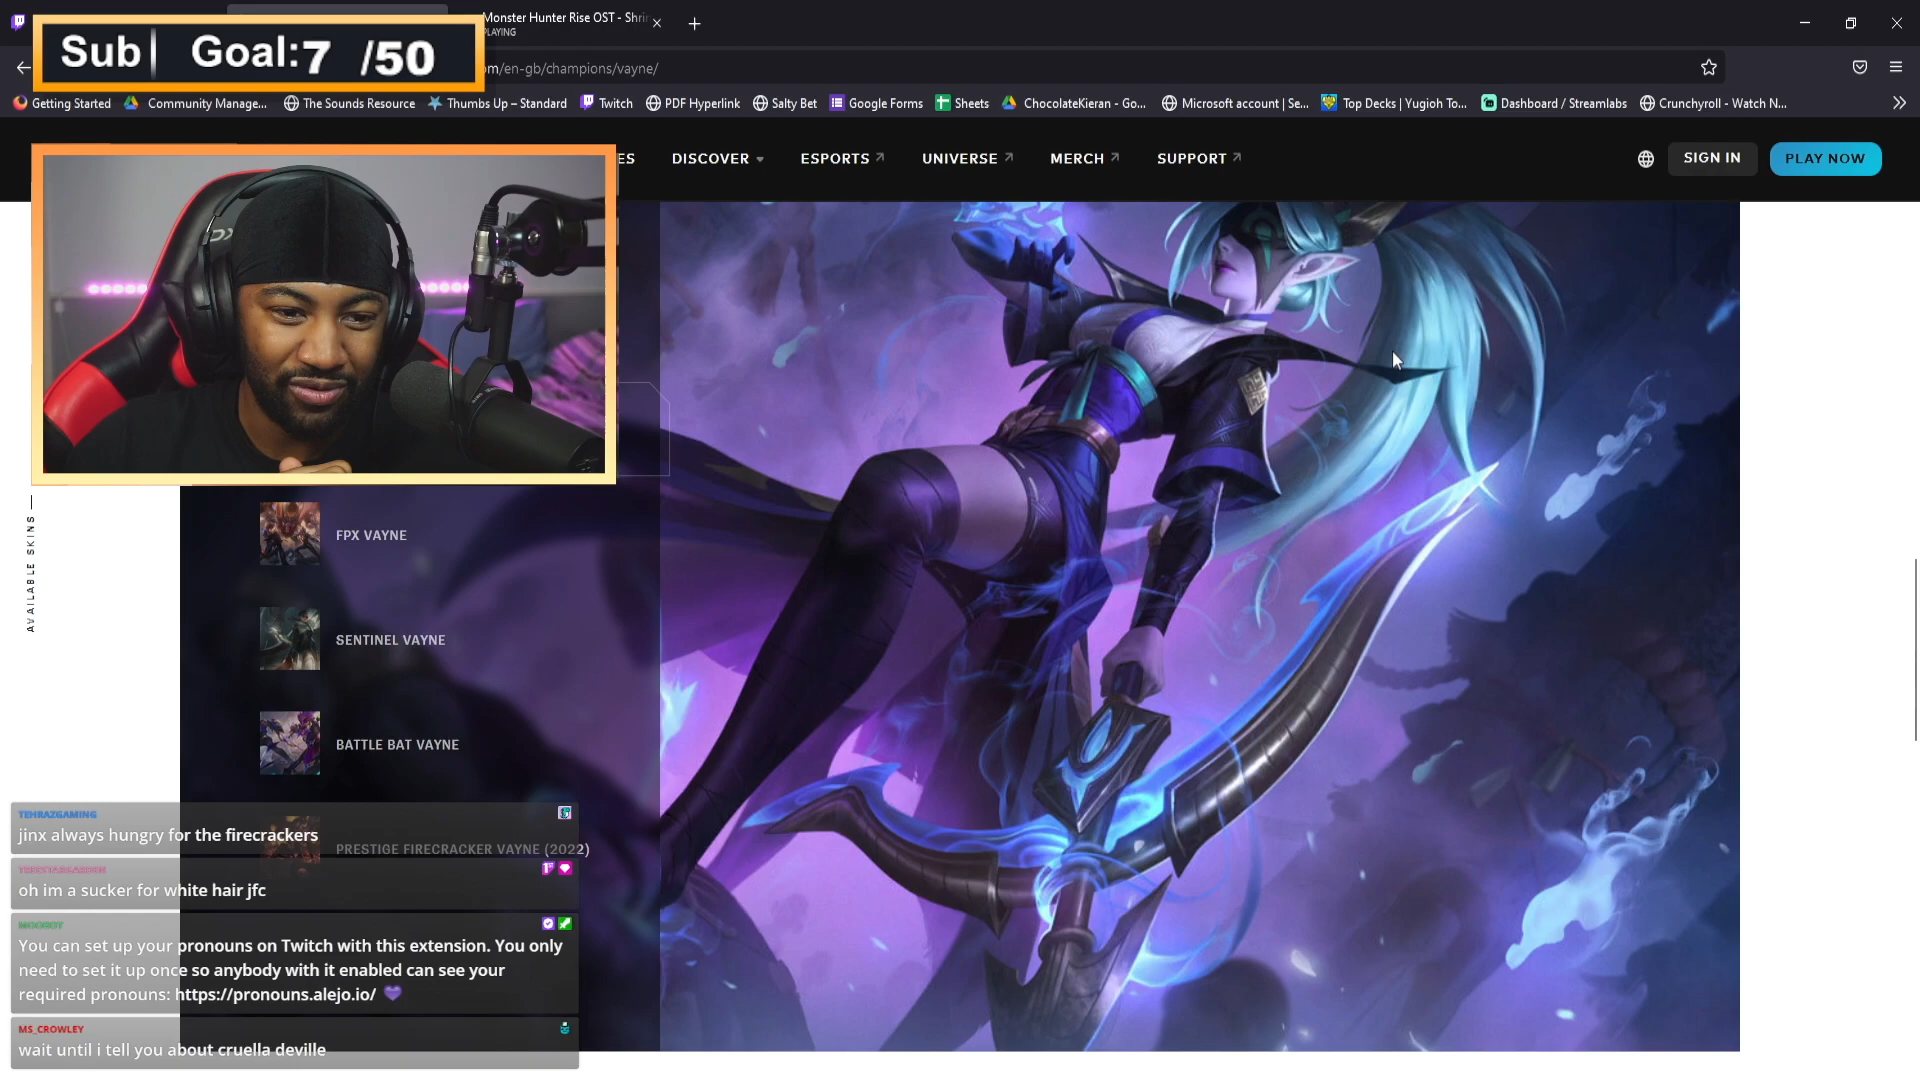 Monster Hunter Rise OST - Shri
PLAYING
Sub Goal:7 /50
om/en-gb/champions/vayne/
Getting Started
Community Manage...
The Sounds Resource
Thumbs Up – Standard
Twitch
PDF Hyperlink
Salty Bet
Google Forms
Sheets
ChocolateKieran - Go...
Microsoft account | Se...
Top Decks | Yugioh To...
Dashboard / Streamlabs
Crunchyroll - Watch N...
ES
DISCOVER
ESPORTS
UNIVERSE
MERCH
SUPPORT
SIGN IN
PLAY NOW
AVAILABLE SKINS
FPX VAYNE
SENTINEL VAYNE
BATTLE BAT VAYNE
PRESTIGE FIRECRACKER VAYNE (2022)
TEHRAZGAMING
jinx always hungry for the firecrackers
oh im a sucker for white hair jfc
MOOBOT
You can set up your pronouns on Twitch with this extension. You only
need to set it up once so anybody with it enabled can see your
required pronouns: https://pronouns.alejo.io/ 💜
MS_CROWLEY
wait until i tell you about cruella deville